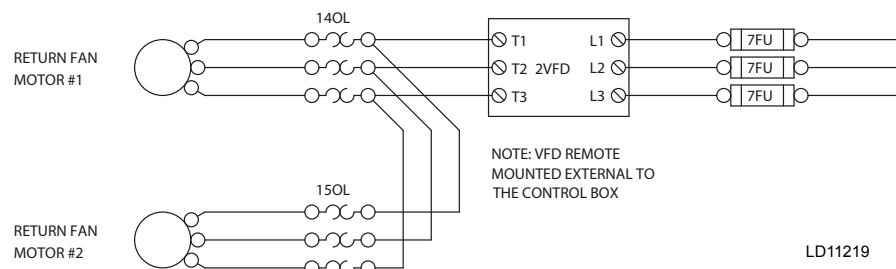 14OL
RETURN FAN
MOTOR #1
T1
L1
7FU
T2 2VFD
L2
7FU
T3
L3
7FU
NOTE: VFD REMOTE
MOUNTED EXTERNAL TO
THE CONTROL BOX
15OL
RETURN FAN
MOTOR #2
LD11219